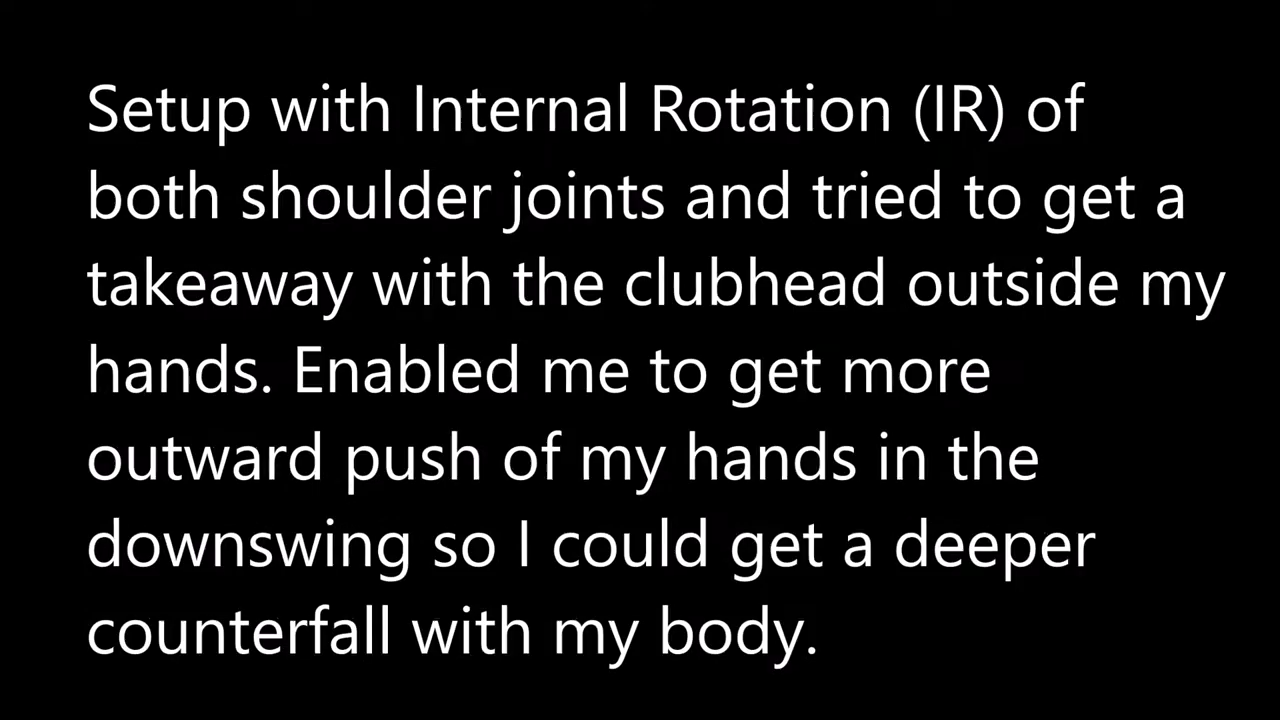 Setup with Internal Rotation (IR) of
both shoulder joints and tried to get a
takeaway with the clubhead outside my
hands. Enabled me to get more
outward push of my hands in the
downswing so I could get a deeper
counterfall with my body.